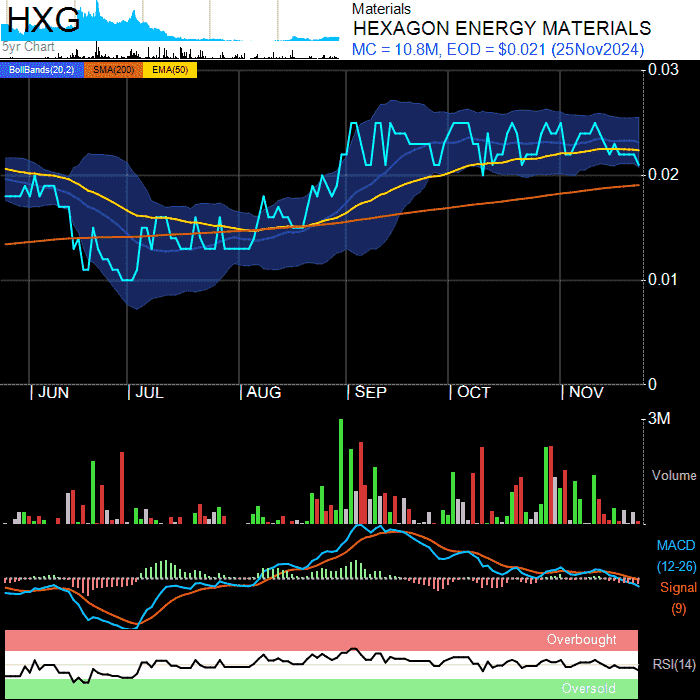 HXG
5yr Chart
Materials
HEXAGON ENERGY MATERIALS
MC = 10.8M, EOD = $0.021 (25Nov2024)
BollBands(20,2) SMA(200) EMA(50)
0.03
0.02
0.01
0
JUN JUL AUG SEP OCT NOV
3M
Volume
MACD
(12-26)
Signal
(9)
Overbought
RSI(14)
Oversold